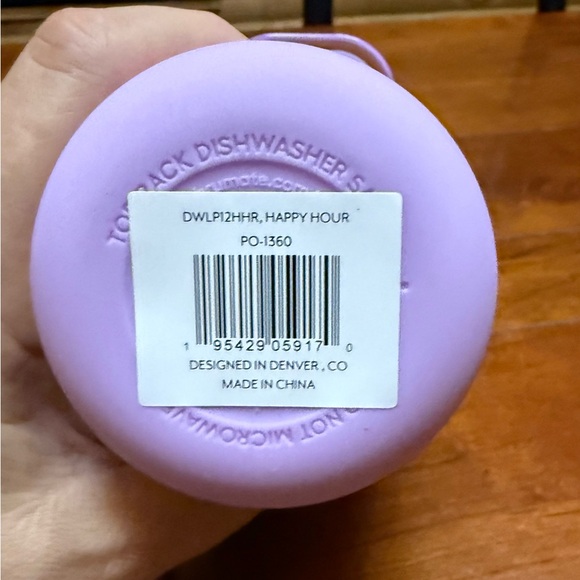 TOP RACK DISHWASHER
DWLP12HHR, HAPPY HOUR
PO-1360
1 95429 05917 0
DESIGNED IN DENVER , CO
MADE IN CHINA
NOT MICROWAVE